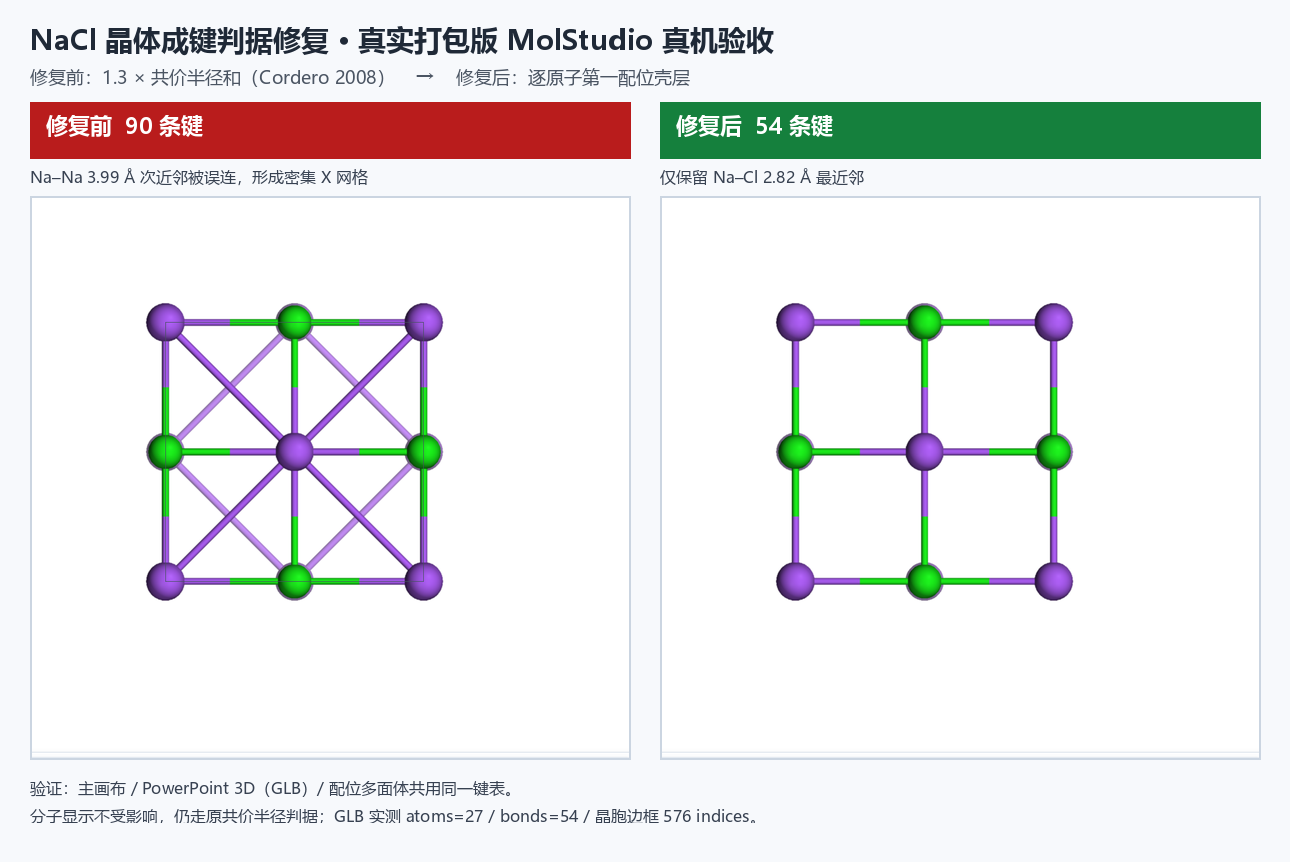 NaCl 晶体成键判据修复 • 真实打包版 MolStudio 真机验收
修复前：1.3 × 共价半径和（Cordero 2008） → 修复后：逐原子第一配位壳层
修复前 90 条键
修复后 54 条键
Na–Na 3.99 Å 次近邻被误连，形成密集 X 网格
仅保留 Na–Cl 2.82 Å 最近邻
验证：主画布 / PowerPoint 3D（GLB）/ 配位多面体共用同一键表。
分子显示不受影响，仍走原共价半径判据；GLB 实测 atoms=27 / bonds=54 / 晶胞边框 576 indices。